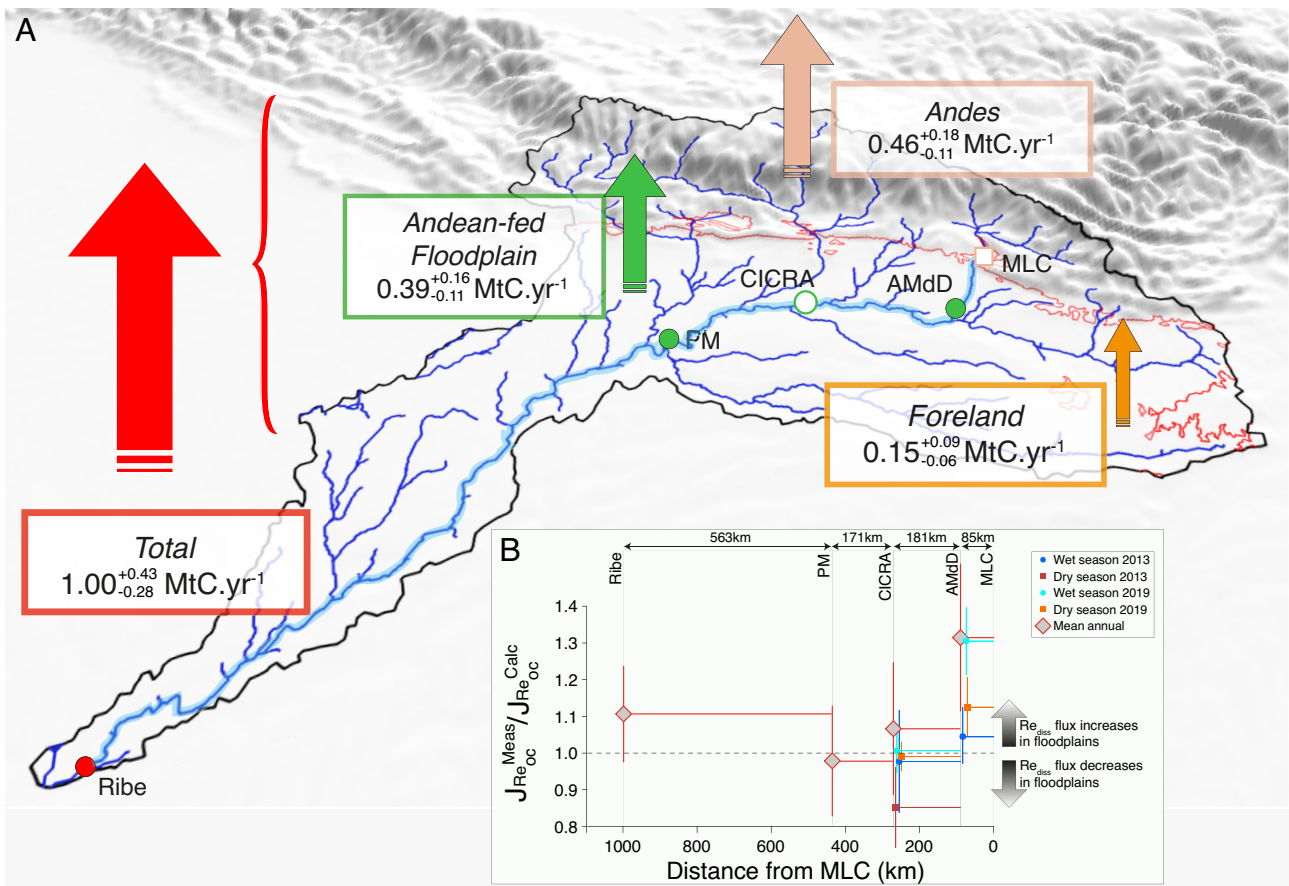 A
Andes
0.46+0.18-0.11 MtC.yr-1
Andean-fed
Floodplain
0.39+0.16-0.11 MtC.yr-1
CICRA
AMdD
MLC
PM
Foreland
0.15+0.09-0.06 MtC.yr-1
Total
1.00+0.43-0.28 MtC.yr-1
Ribe
B
563km
171km
181km
85km
Ribe
PM
CICRA
AMdD
MLC
Wet season 2013
Dry season 2013
Wet season 2019
Dry season 2019
Mean annual
1.4
1.3
1.2
1.1
1.0
0.9
0.8
JReocMeas/JReocCalc
Rediss flux increases
in floodplains
Rediss flux decreases
in floodplains
1000
800
600
400
200
0
Distance from MLC (km)